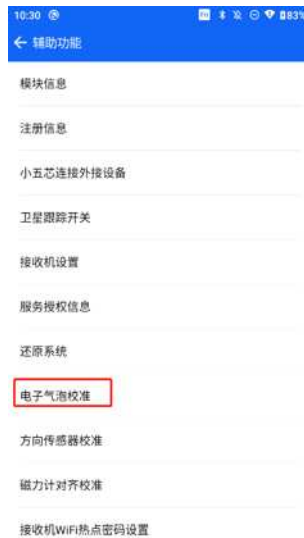 10:30
83%
辅助功能
模块信息
注册信息
小五芯连接外接设备
卫星跟踪开关
接收机设置
服务授权信息
还原系统
电子气泡校准
方向传感器校准
磁力计对齐校准
接收机WiFi热点密码设置